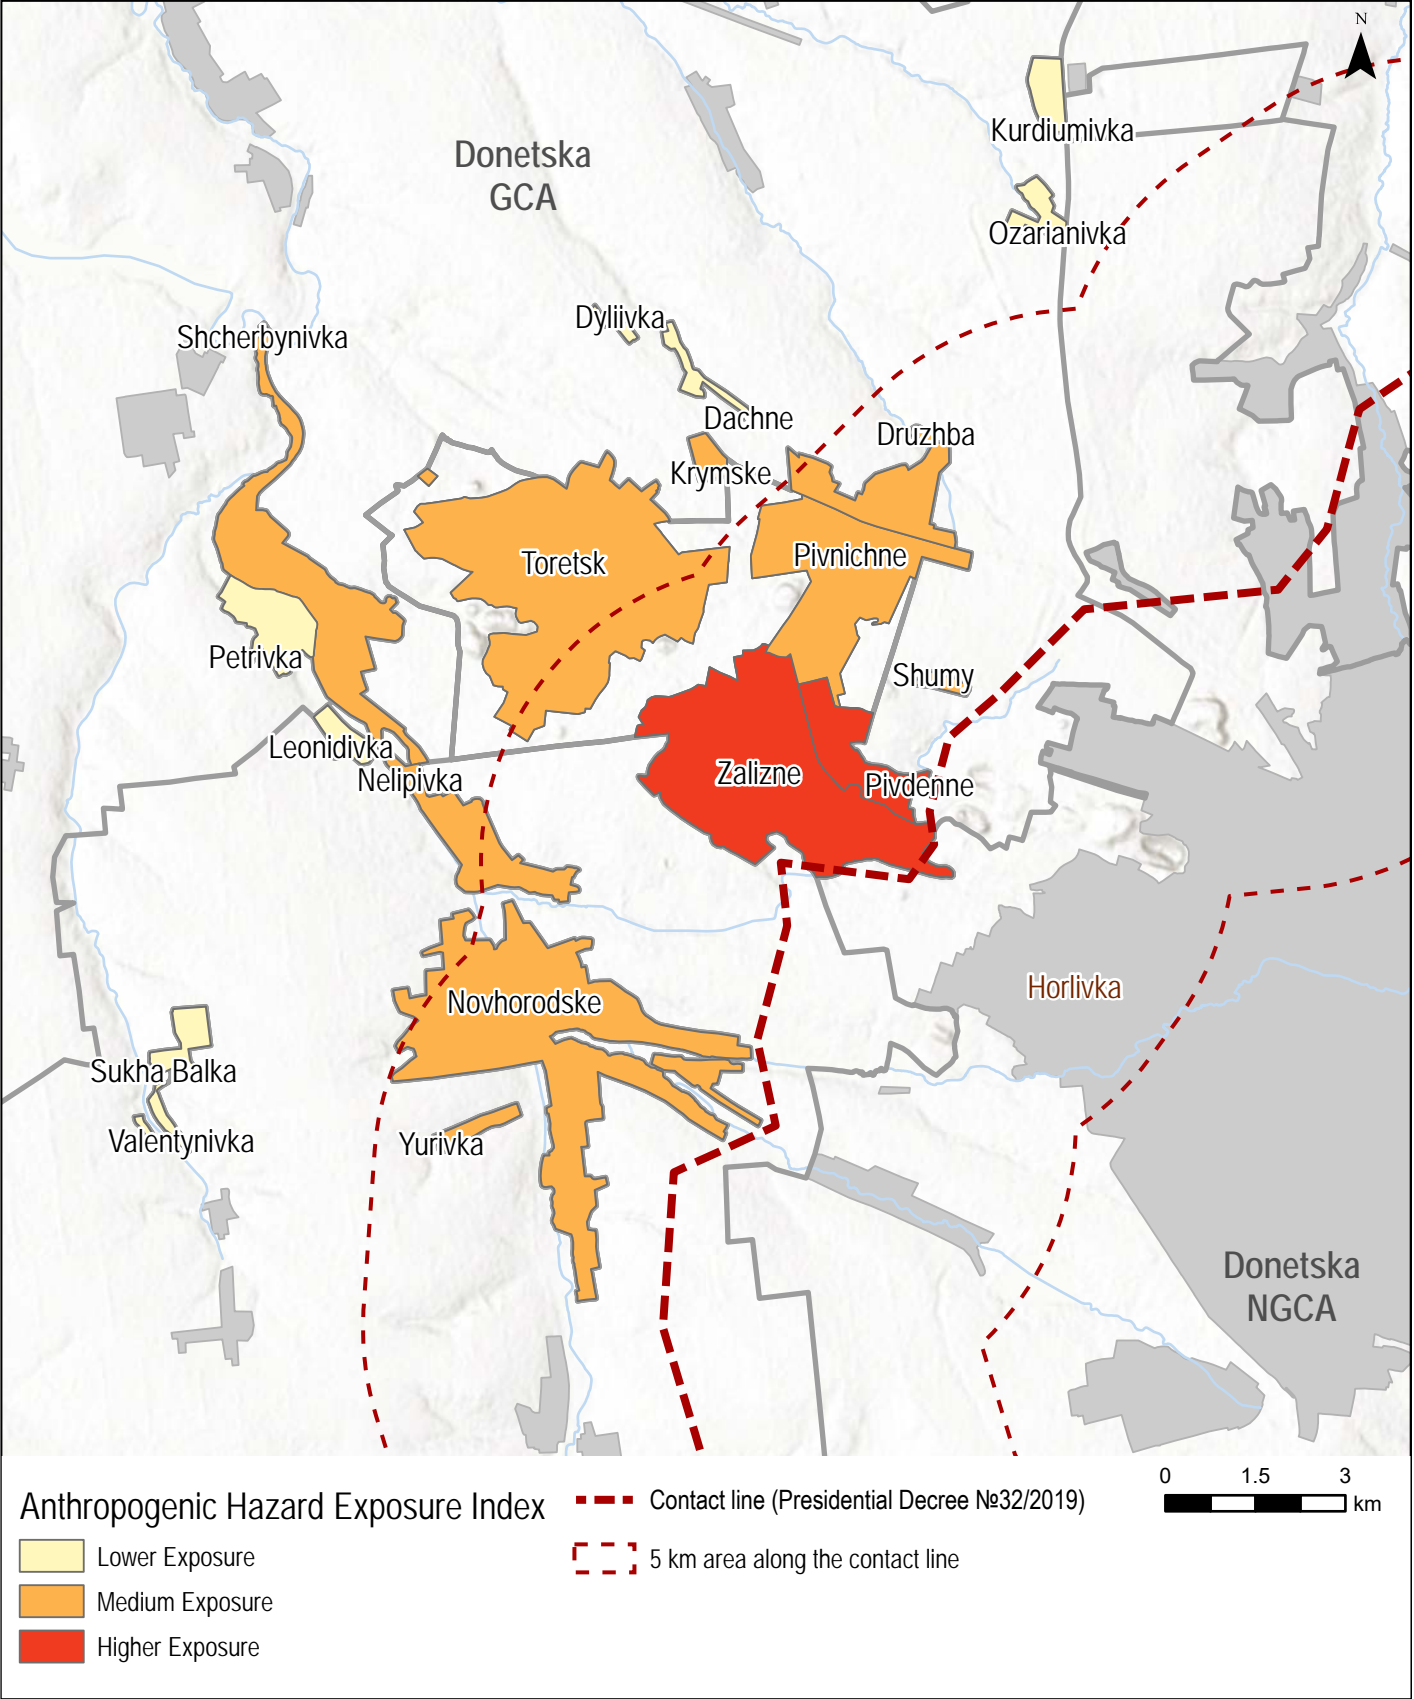 N
Donetska
GCA
Kurdiumivka
Ozarianivka
Shcherbynivka
Dyliivka
Dachne
Druzhba
Krymske
Toretsk
Pivnichne
Petrivka
Shumy
Leonidivka
Nelipivka
Zalizne
Pivdenne
Novhorodske
Horlivka
Sukha Balka
Valentynivka
Yurivka
Donetska
NGCA
Anthropogenic Hazard Exposure Index
Lower Exposure
Medium Exposure
Higher Exposure
Contact line (Presidential Decree №32/2019)
5 km area along the contact line
0 1.5 3
km